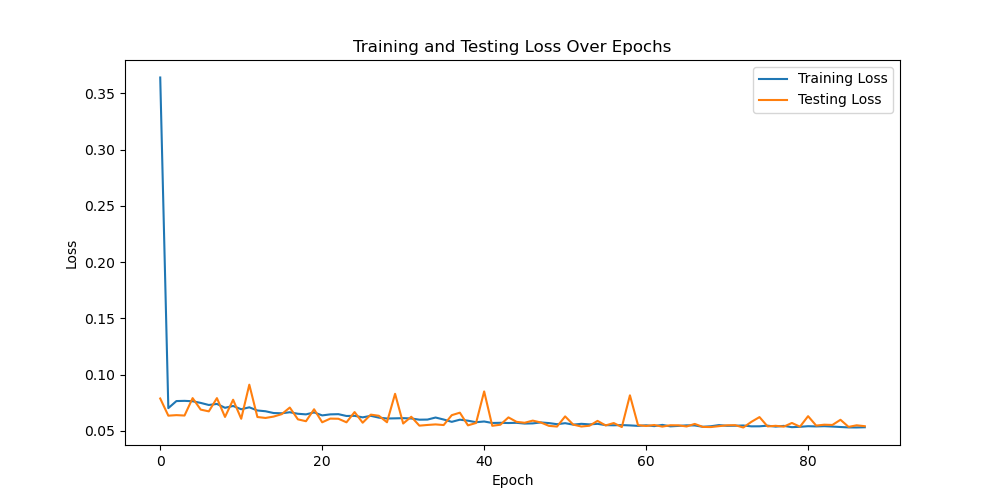 Training and Testing Loss Over Epochs
Training Loss
Testing Loss
Loss
0.35
0.30
0.25
0.20
0.15
0.10
0.05
0 20 40 60 80
Epoch